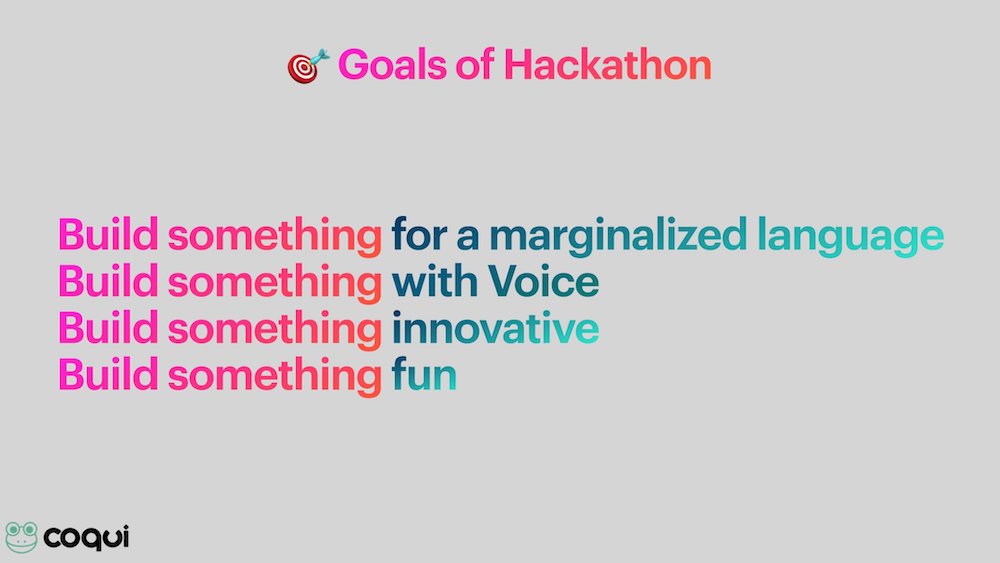 🎯 Goals of Hackathon
Build something for a marginalized language
Build something with Voice
Build something innovative
Build something fun
coqui